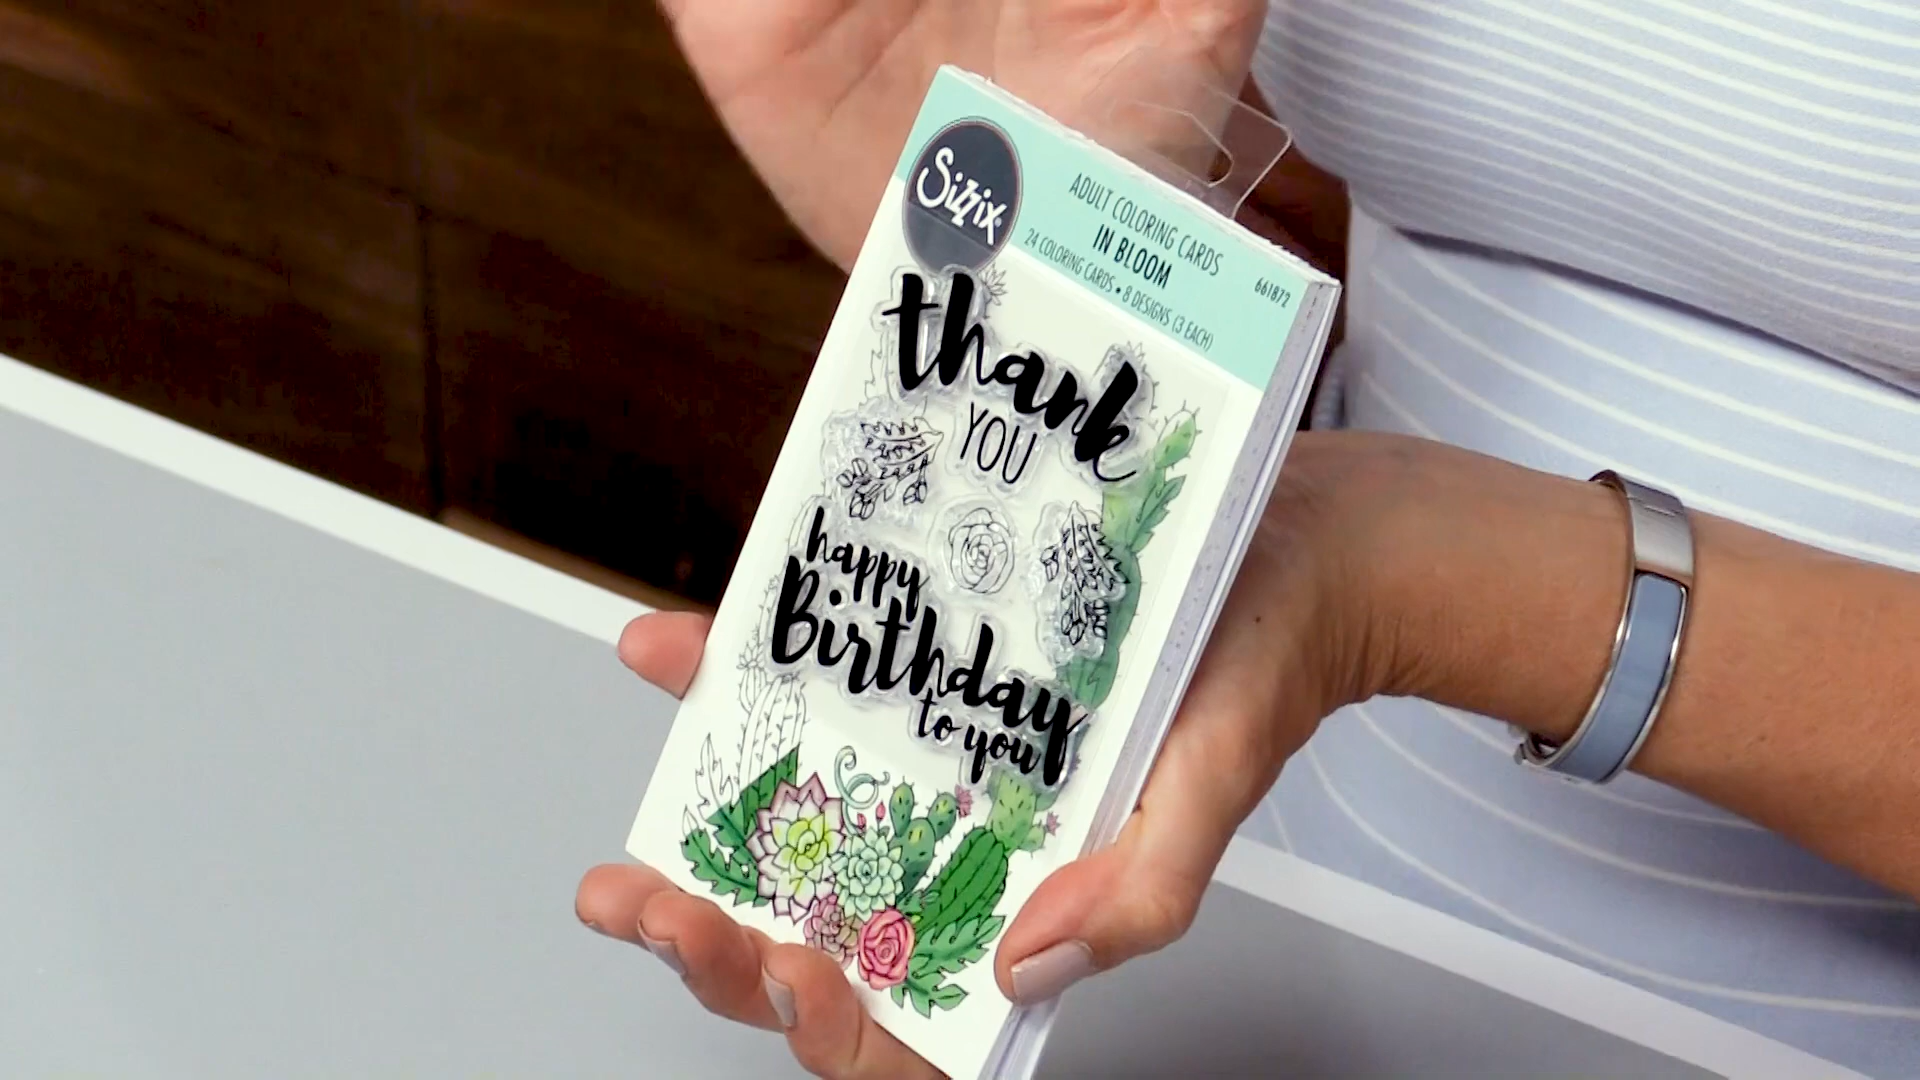 Sizzix
ADULT COLORING CARDS
IN BLOOM
24 COLORING CARDS • 8 DESIGNS (3 EACH)
661872
thank
YOU
happy
Birthday
to you